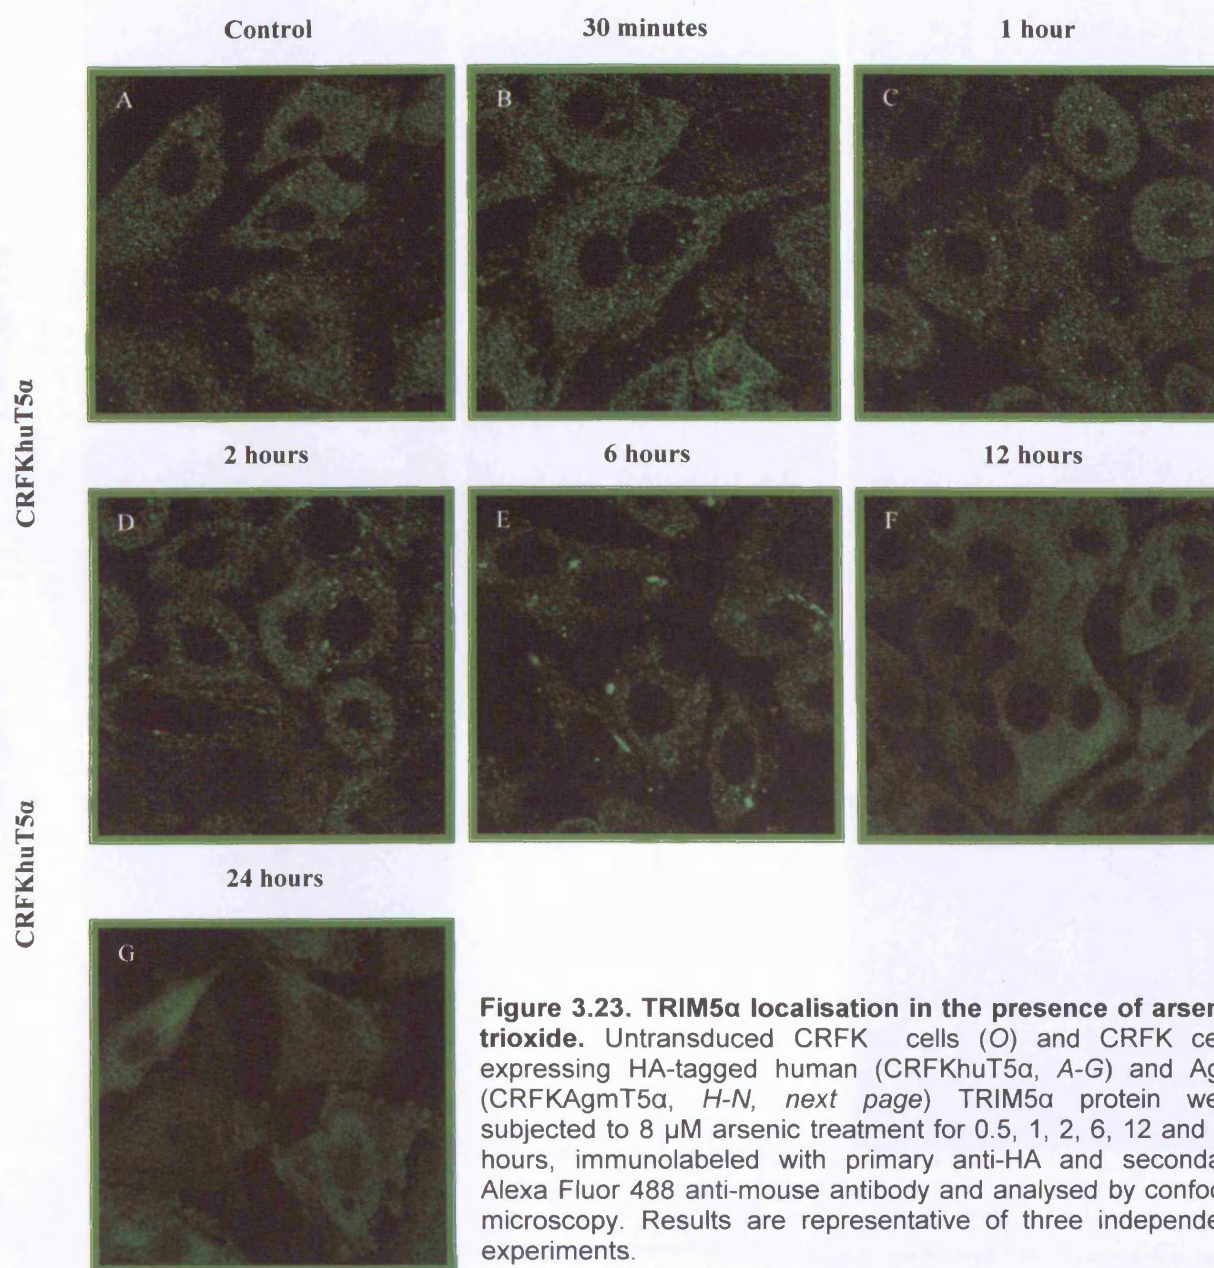 Control 30 minutes 1 hour
A B C
CRFKhuT5α
2 hours 6 hours 12 hours
D E F
CRFKhuT5α
24 hours
G
Figure 3.23. TRIM5α localisation in the presence of arsen
trioxide. Untransduced CRFK cells (O) and CRFK ce
expressing HA-tagged human (CRFKhuT5α, A-G) and Ag
(CRFKAgmT5α, H-N, next page) TRIM5α protein we
subjected to 8 µM arsenic treatment for 0.5, 1, 2, 6, 12 and
hours, immunolabeled with primary anti-HA and seconda
Alexa Fluor 488 anti-mouse antibody and analysed by confoc
microscopy. Results are representative of three independe
experiments.